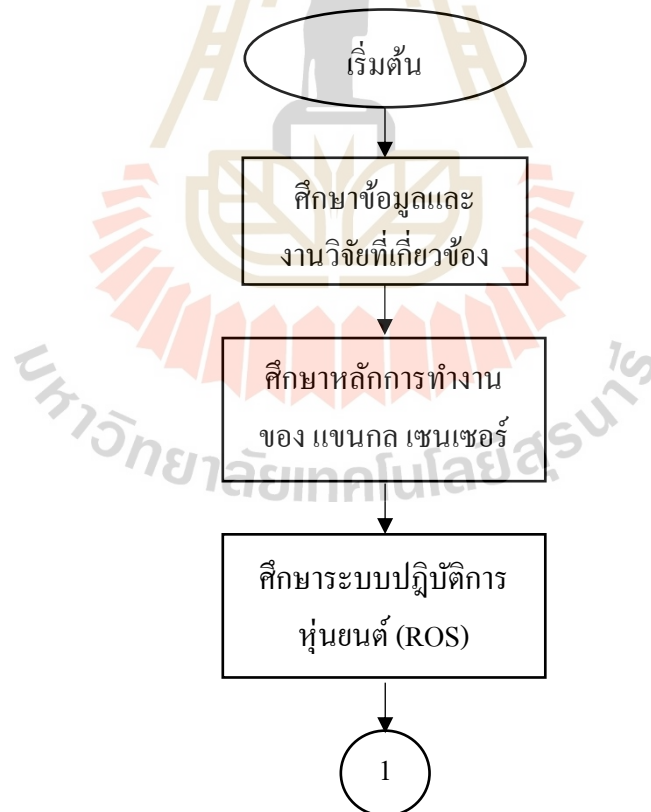 เริ่มต้น
ศึกษาข้อมูลและ
งานวิจัยที่เกี่ยวข้อง
ศึกษาหลักการทำงาน
ของ แขนกล เซนเซอร์
มหาวิทยาลัยเทคโนโลยีสุรนารี
ศึกษาระบบปฎิบัติการ
หุ่นยนต์ (ROS)
1